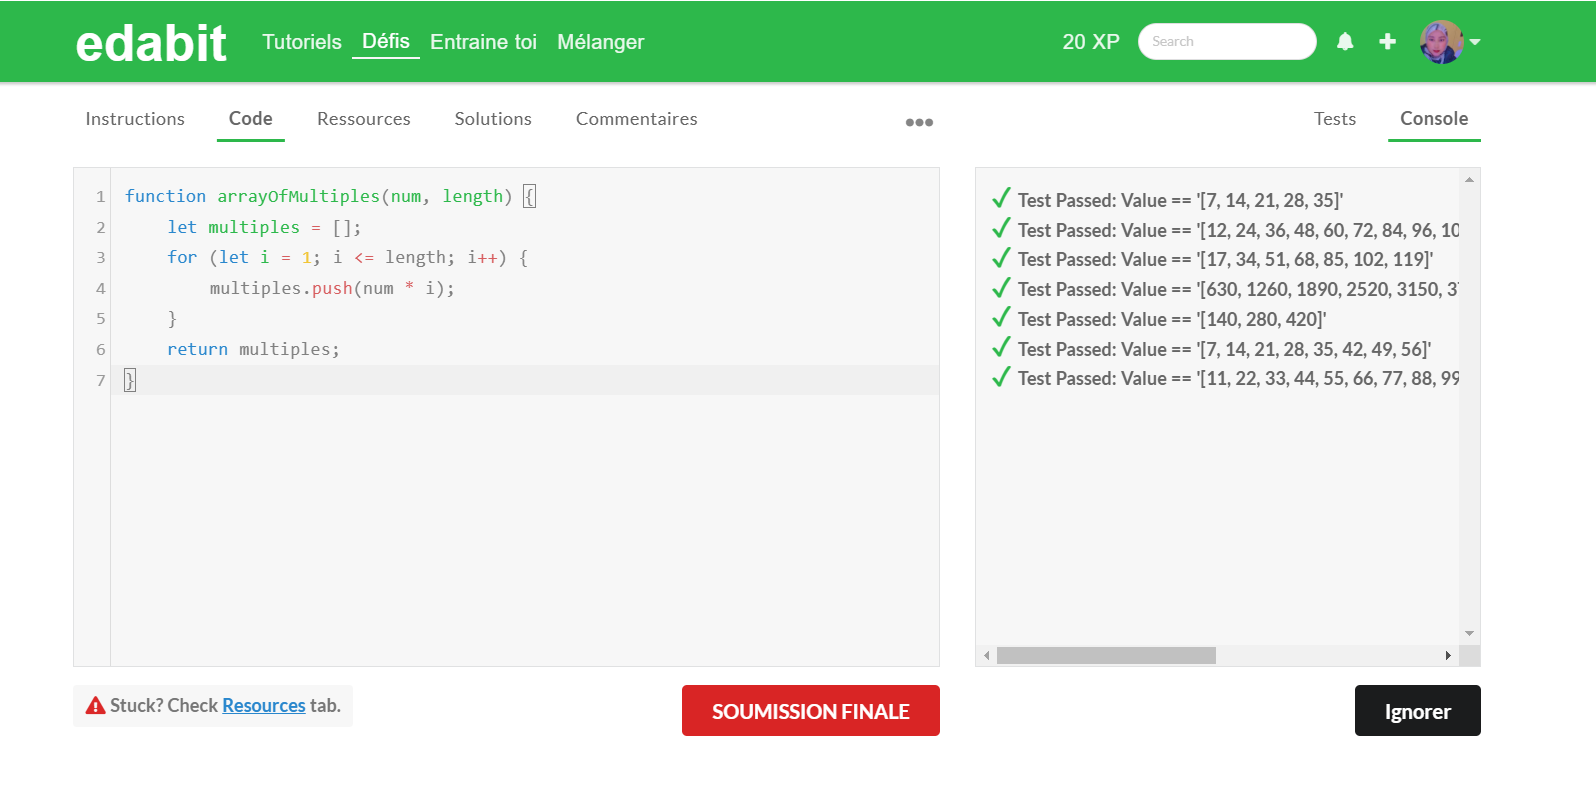 edabit Tutoriels Défis Entraine toi Mélanger 20 XP Search
Instructions Code Ressources Solutions Commentaires ••• Tests Console
1 function arrayOfMultiples(num, length) {
2 let multiples = [];
3 for (let i = 1; i <= length; i++) {
4 multiples.push(num * i);
5 }
6 return multiples;
7 }
Test Passed: Value == '[7, 14, 21, 28, 35]'
Test Passed: Value == '[12, 24, 36, 48, 60, 72, 84, 96, 10
Test Passed: Value == '[17, 34, 51, 68, 85, 102, 119]'
Test Passed: Value == '[630, 1260, 1890, 2520, 3150, 37
Test Passed: Value == '[140, 280, 420]'
Test Passed: Value == '[7, 14, 21, 28, 35, 42, 49, 56]'
Test Passed: Value == '[11, 22, 33, 44, 55, 66, 77, 88, 99
Stuck? Check Resources tab.
SOUMISSION FINALE
Ignorer